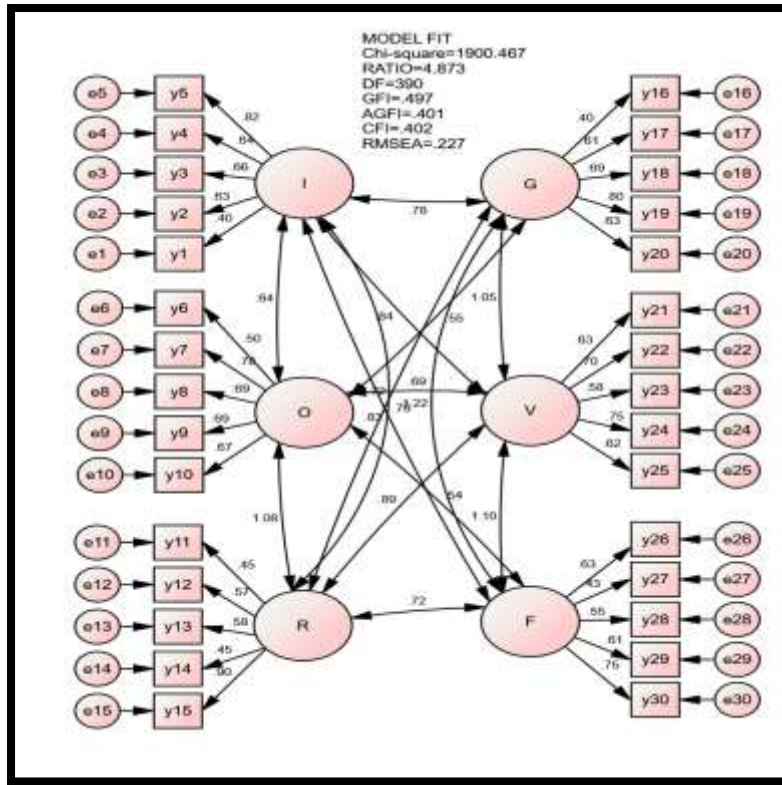 MODEL FIT
Chi-square=1900.467
RATIO=4.873
DF=390
GFI=.497
AGFI=.401
CFI=.402
RMSEA=.227
e5 y5 .82
e4 y4 .64
e3 y3 .66
e2 y2 .63
e1 y1 .40
I
.78
G
.40 y16 e16
.61 y17 e17
.69 y18 e18
.80 y19 e19
.63 y20 e20
.64
.84
.55
1.05
e6 y6 .50
e7 y7 .78
e8 y8 .69
e9 y9 .69
e10 y10 .67
O
.69
V
.63 y21 e21
.70 y22 e22
.58 y23 e23
.75 y24 e24
.62 y25 e25
1.08
.89
.54
1.10
e11 y11 .45
e12 y12 .57
e13 y13 .58
e14 y14 .45
e15 y15 .90
R
.72
F
.63 y26 e26
.43 y27 e27
.55 y28 e28
.61 y29 e29
.75 y30 e30